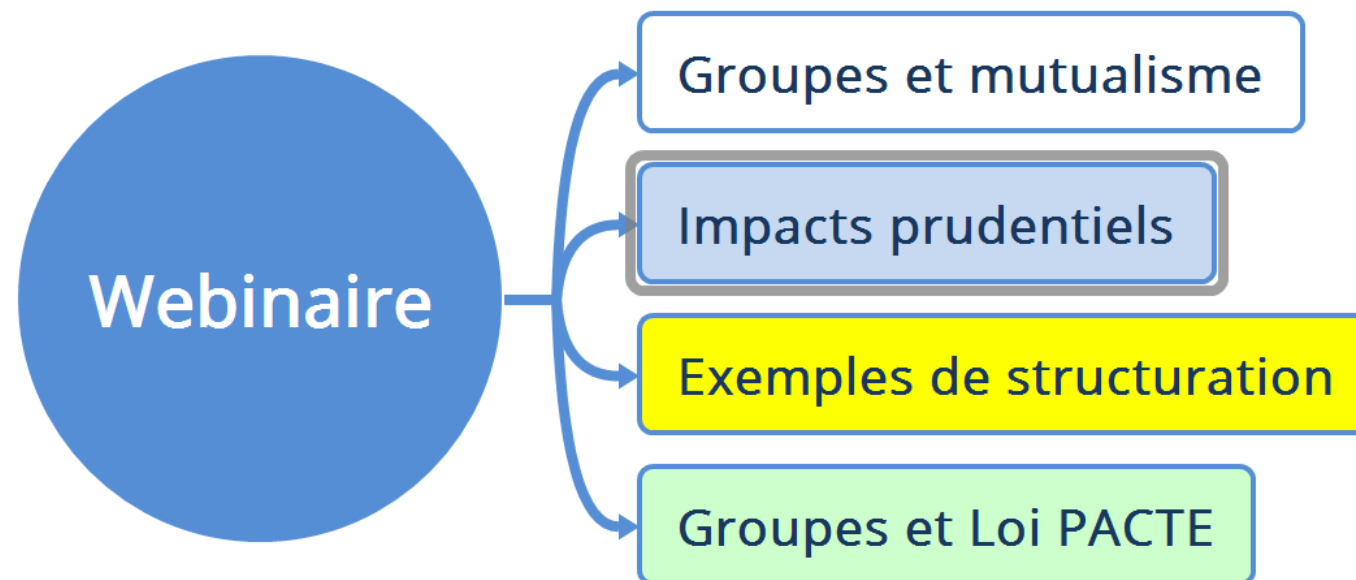 Webinaire
Groupes et mutualisme
Impacts prudentiels
Exemples de structuration
Groupes et Loi PACTE